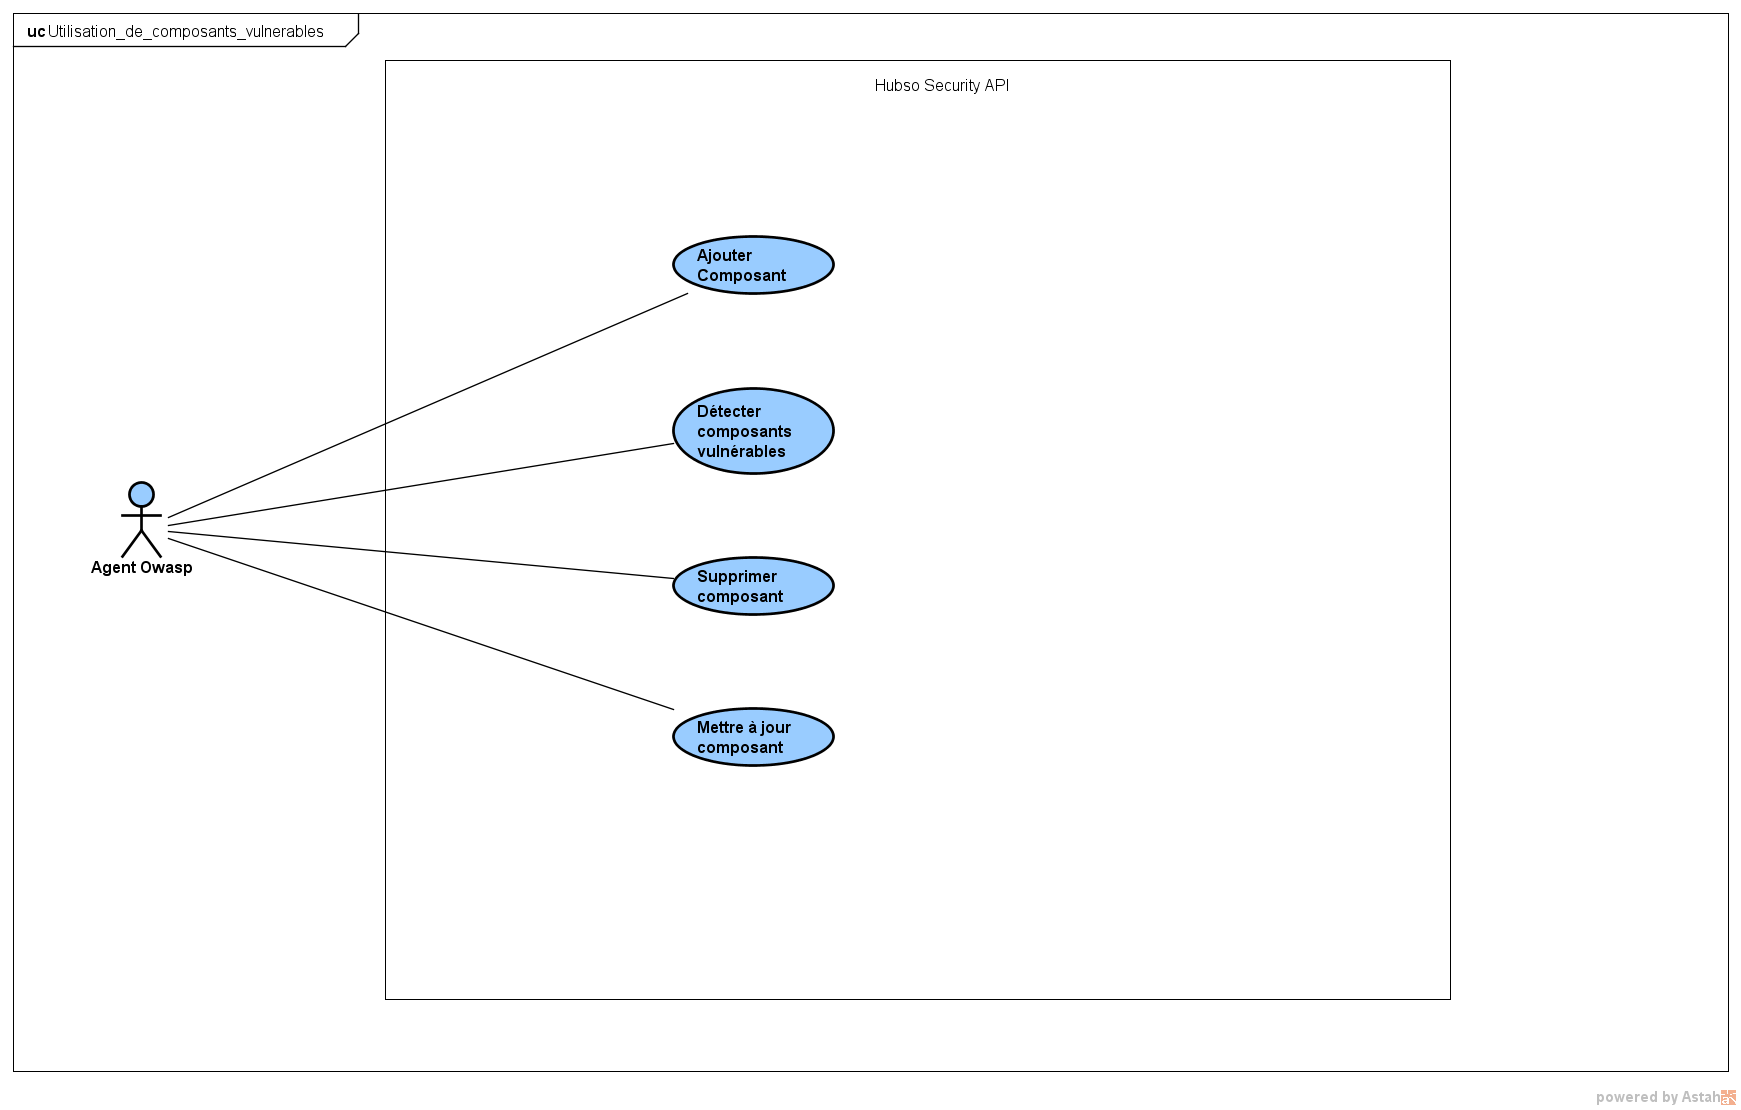 uc Utilisation_de_composants_vulnerables
Hubso Security API
Ajouter
Composant
Détecter
composants
vulnérables
Agent Owasp
Supprimer
composant
Mettre à jour
composant
powered by Astah